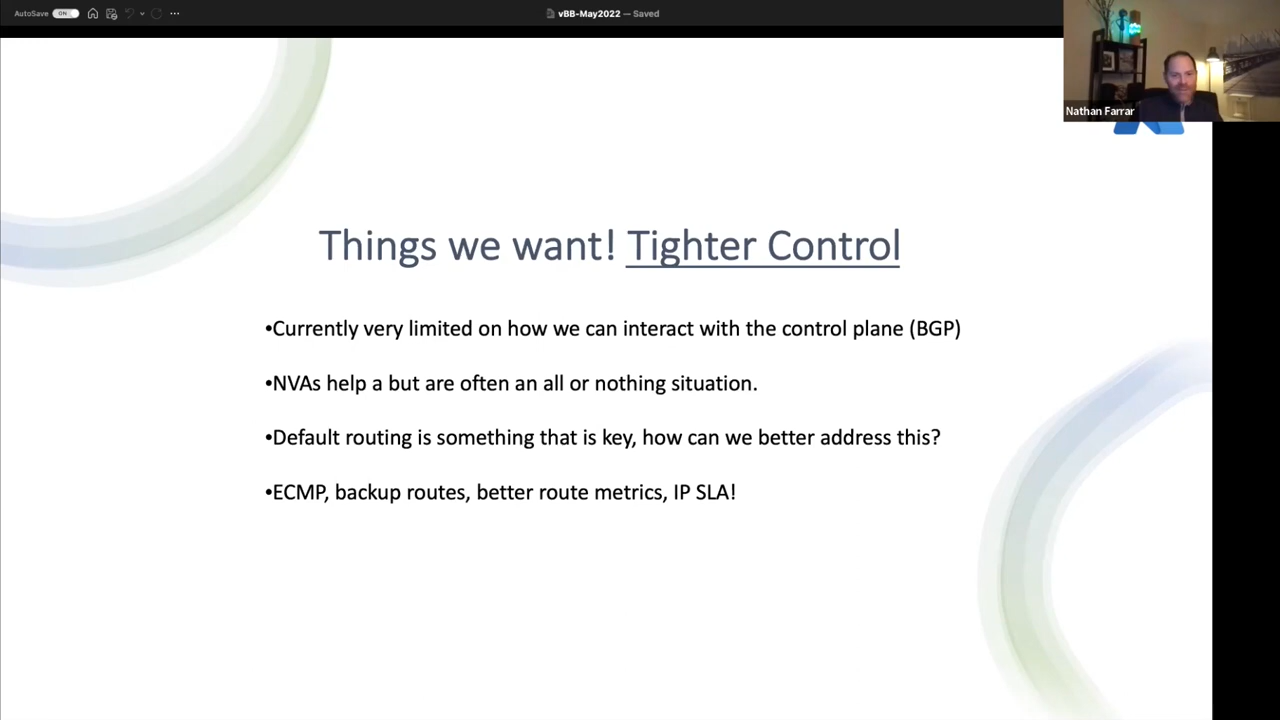 AutoSave ON
vBB-May2022 — Saved
Nathan Farrar
Things we want! Tighter Control
•Currently very limited on how we can interact with the control plane (BGP)
•NVAs help a but are often an all or nothing situation.
•Default routing is something that is key, how can we better address this?
•ECMP, backup routes, better route metrics, IP SLA!